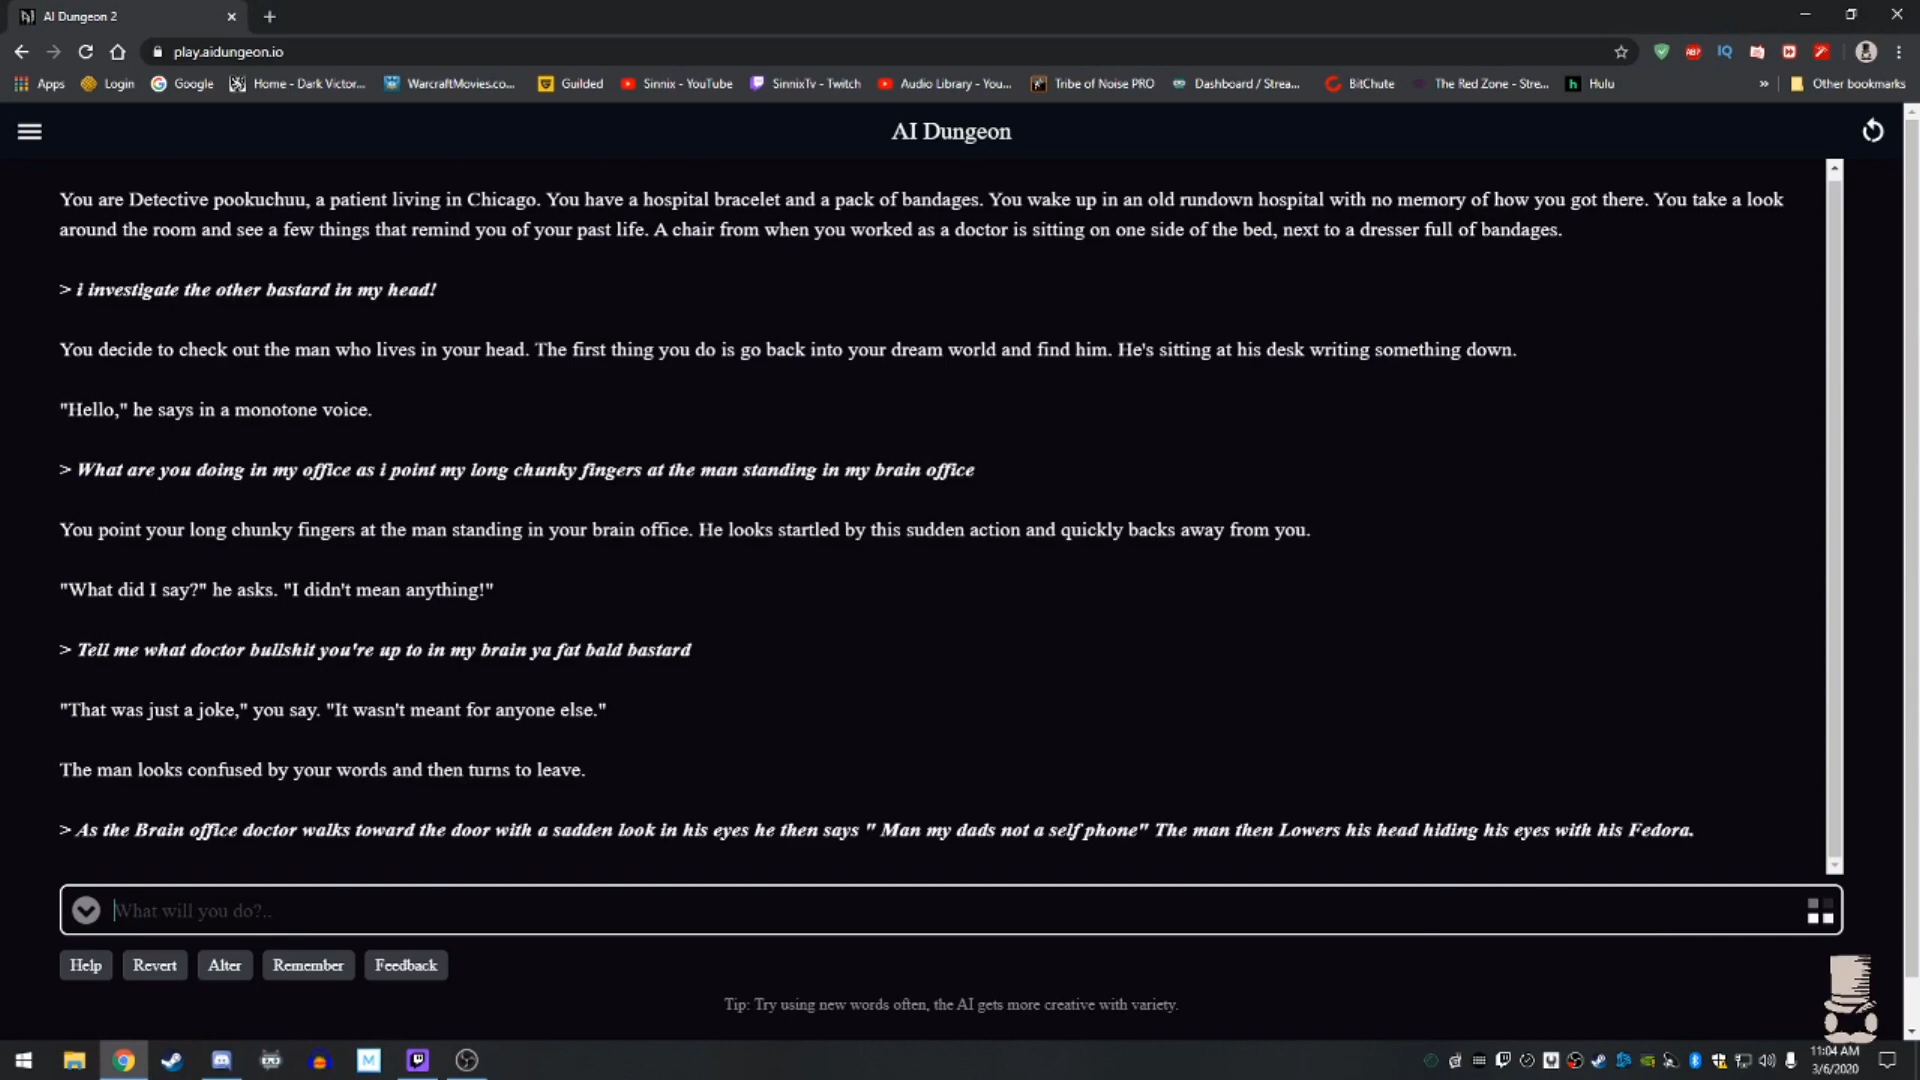 AI Dungeon 2
play.aidungeon.io
Apps Login Google Home - Dark Victor... WarcraftMovies.co... Guilded Sinnix - YouTube SinnixTv - Twitch Audio Library - You... Tribe of Noise PRO Dashboard / Strea... BitChute The Red Zone - Stre... Hulu » Other bookmarks
AI Dungeon
You are Detective pookuchuu, a patient living in Chicago. You have a hospital bracelet and a pack of bandages. You wake up in an old rundown hospital with no memory of how you got there. You take a look
around the room and see a few things that remind you of your past life. A chair from when you worked as a doctor is sitting on one side of the bed, next to a dresser full of bandages.
> i investigate the other bastard in my head!
You decide to check out the man who lives in your head. The first thing you do is go back into your dream world and find him. He's sitting at his desk writing something down.
"Hello," he says in a monotone voice.
> What are you doing in my office as i point my long chunky fingers at the man standing in my brain office
You point your long chunky fingers at the man standing in your brain office. He looks startled by this sudden action and quickly backs away from you.
"What did I say?" he asks. "I didn't mean anything!"
> Tell me what doctor bullshit you're up to in my brain ya fat bald bastard
"That was just a joke," you say. "It wasn't meant for anyone else."
The man looks confused by your words and then turns to leave.
> As the Brain office doctor walks toward the door with a sadden look in his eyes he then says " Man my dads not a self phone" The man then Lowers his head hiding his eyes with his Fedora.
What will you do?..
Help Revert Alter Remember Feedback
Tip: Try using new words often, the AI gets more creative with variety.
11:04 AM
3/6/2020